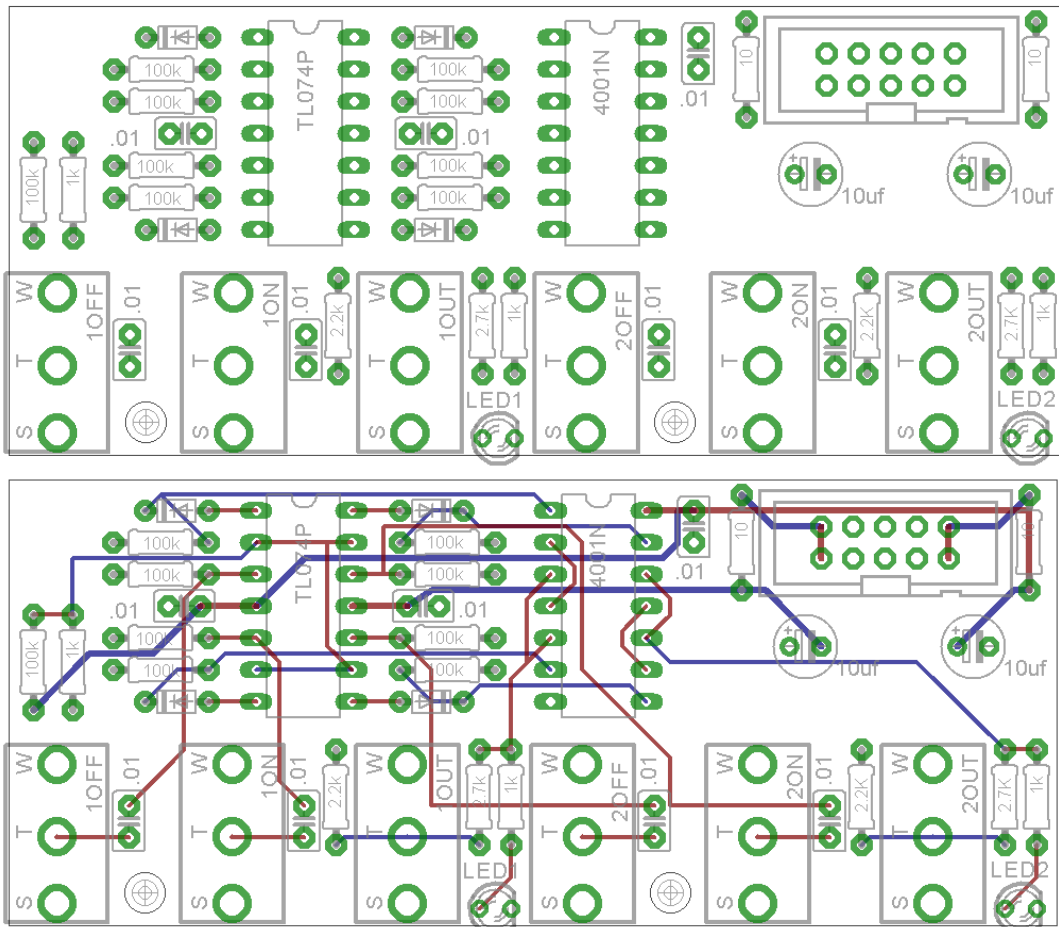 100k
TL074P
100k
4001N
10
10
100k
100k
.01
.01
.01
100k
1k
100k
100k
100k
100k
+
10uf
+
10uf
W
1OFF
.01
W
1ON
.01
2.2k
W
1OUT
2.7k
1k
W
2OFF
.01
W
2ON
.01
2.2K
W
2OUT
2.7K
1k
T
T
T
T
T
T
LED1
LED2
S
S
S
S
S
S
TL074P
4001N
100k
100k
10
10
100k
100k
.01
.01
.01
100k
1k
100k
100k
100k
100k
+
10uf
+
10uf
W
1OFF
.01
W
1ON
.01
2.2k
W
1OUT
2.7K
1k
W
2OFF
.01
W
2ON
.01
2.2K
W
2OUT
2.7K
1k
T
T
T
T
T
T
LED1
LED2
S
S
S
S
S
S